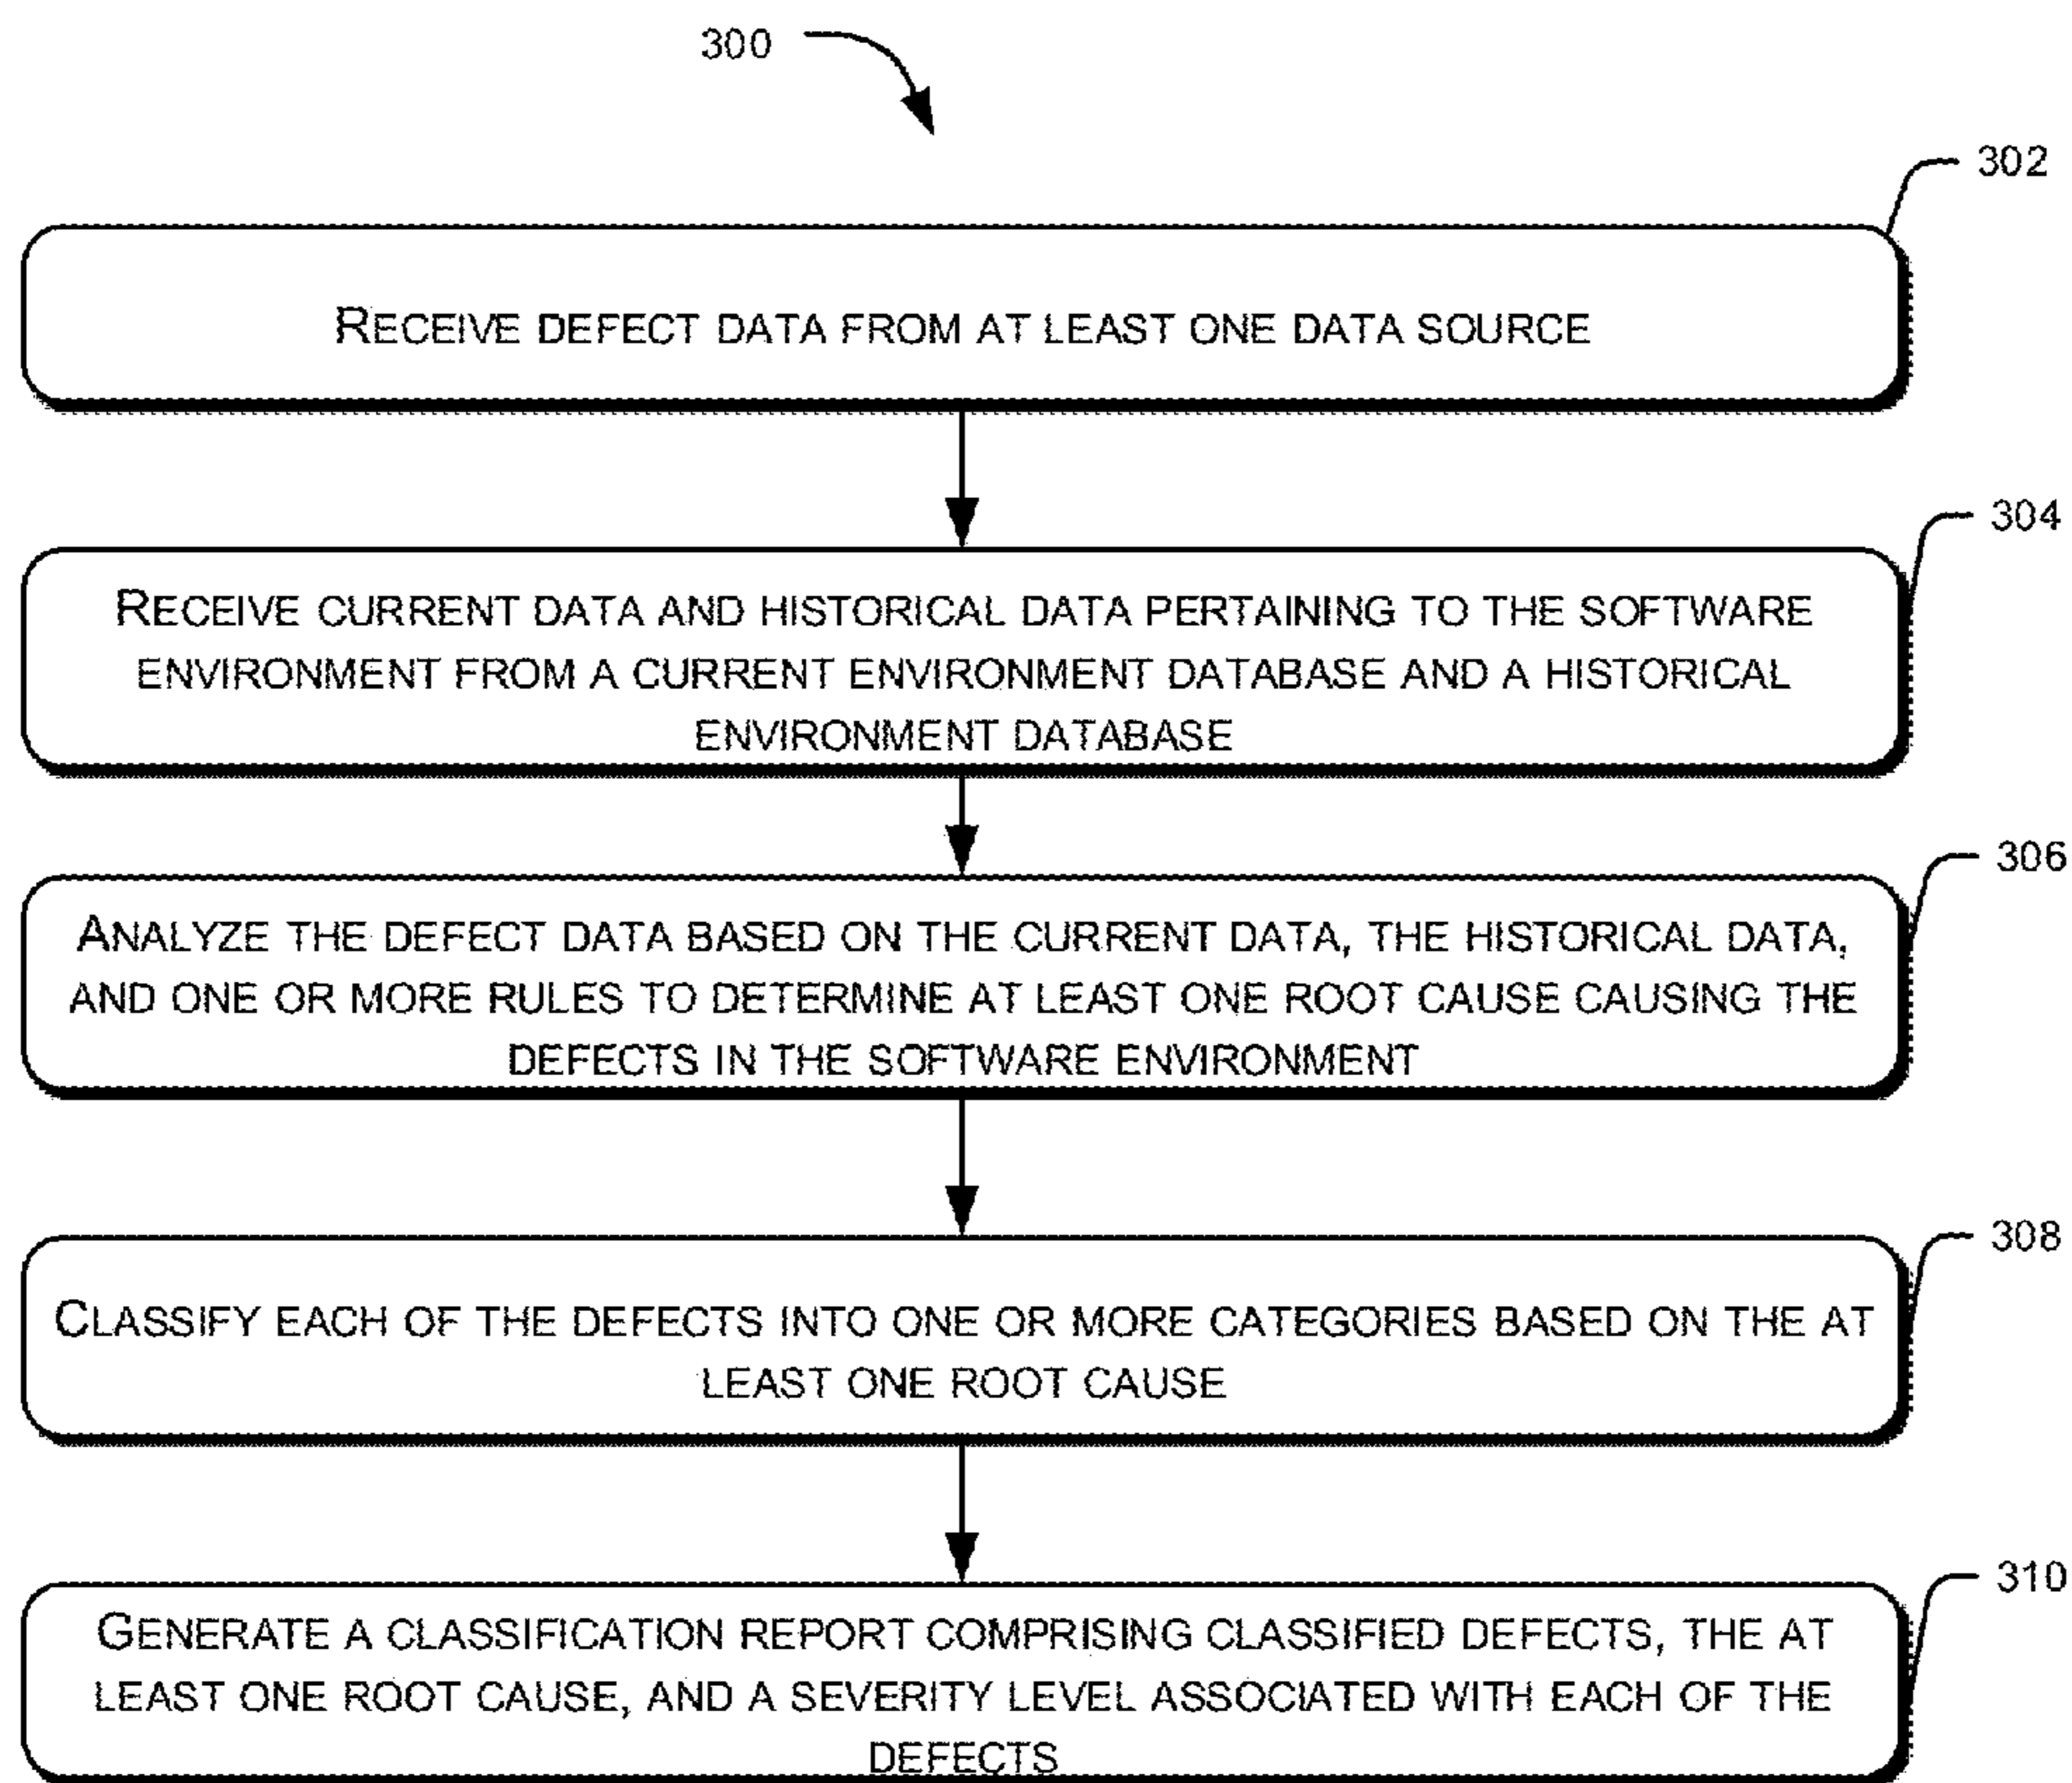 300
302
RECEIVE DEFECT DATA FROM AT LEAST ONE DATA SOURCE
304
RECEIVE CURRENT DATA AND HISTORICAL DATA PERTAINING TO THE SOFTWARE
ENVIRONMENT FROM A CURRENT ENVIRONMENT DATABASE AND A HISTORICAL
ENVIRONMENT DATABASE
306
ANALYZE THE DEFECT DATA BASED ON THE CURRENT DATA, THE HISTORICAL DATA,
AND ONE OR MORE RULES TO DETERMINE AT LEAST ONE ROOT CAUSE CAUSING THE
DEFECTS IN THE SOFTWARE ENVIRONMENT
308
CLASSIFY EACH OF THE DEFECTS INTO ONE OR MORE CATEGORIES BASED ON THE AT
LEAST ONE ROOT CAUSE
310
GENERATE A CLASSIFICATION REPORT COMPRISING CLASSIFIED DEFECTS, THE AT
LEAST ONE ROOT CAUSE, AND A SEVERITY LEVEL ASSOCIATED WITH EACH OF THE
DEFECTS